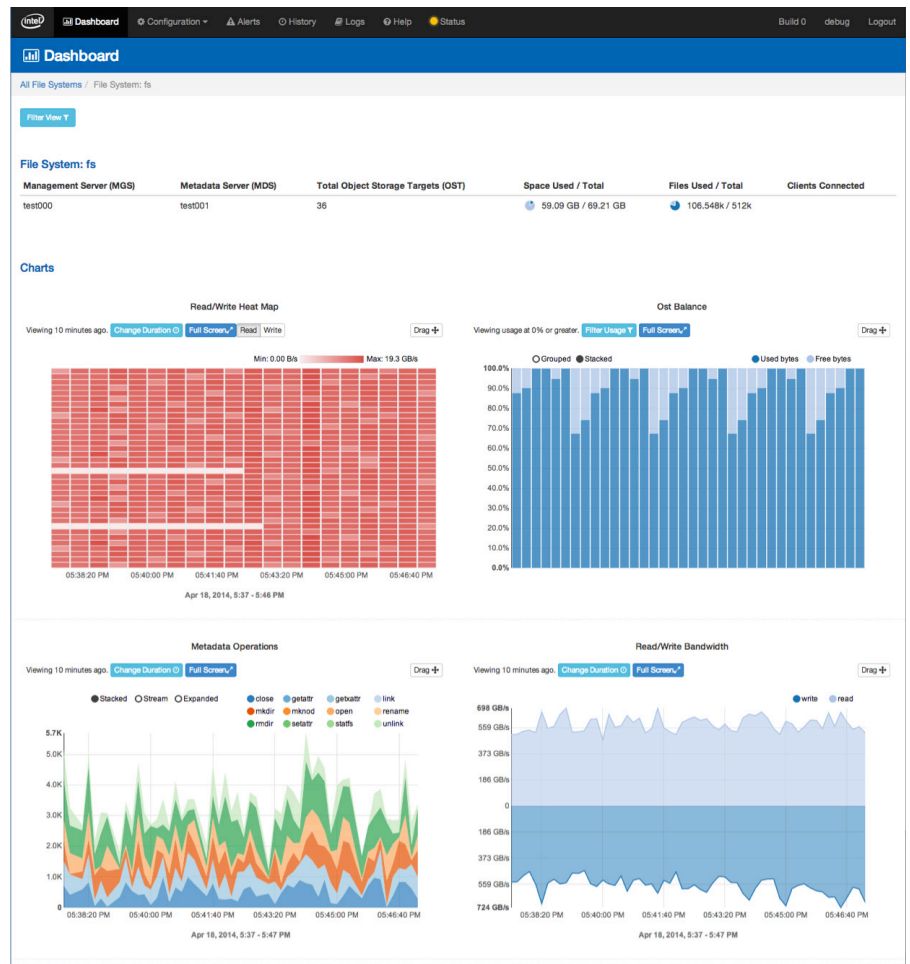 intel Dashboard Configuration Alerts History Logs Help Status Build 0 debug Logout
Dashboard
All File Systems / File System: fs
Filter View
File System: fs
Management Server (MGS) Metadata Server (MDS) Total Object Storage Targets (OST) Space Used / Total Files Used / Total Clients Connected
test000 test001 36 59.09 GB / 69.21 GB 106.548k / 512k
Charts
Read/Write Heat Map
Viewing 10 minutes ago. Change Duration Full Screen Read Write Drag
Min: 0.00 B/s Max: 19.3 GB/s
05:38:20 PM 05:40:00 PM 05:41:40 PM 05:43:20 PM 05:45:00 PM 05:46:40 PM
Apr 18, 2014, 5:37 - 5:46 PM
Ost Balance
Viewing usage at 0% or greater. Filter Usage Full Screen Drag
Grouped Stacked Used bytes Free bytes
100.0%
90.0%
80.0%
70.0%
60.0%
50.0%
40.0%
30.0%
20.0%
10.0%
0.0%
Metadata Operations
Viewing 10 minutes ago. Change Duration Full Screen Drag
Stacked Stream Expanded close getattr getxattr link
mkdir mknod open rename
rmdir setattr statfs unlink
5.7K
5.0K
4.0K
3.0K
2.0K
1.0K
0
05:38:20 PM 05:40:00 PM 05:41:40 PM 05:43:20 PM 05:45:00 PM 05:46:40 PM
Apr 18, 2014, 5:37 - 5:47 PM
Read/Write Bandwidth
Viewing 10 minutes ago. Change Duration Full Screen Drag
write read
698 GB/s
559 GB/s
373 GB/s
186 GB/s
0
186 GB/s
373 GB/s
559 GB/s
724 GB/s
05:38:20 PM 05:40:00 PM 05:41:40 PM 05:43:20 PM 05:45:00 PM 05:46:40 PM
Apr 18, 2014, 5:37 - 5:47 PM